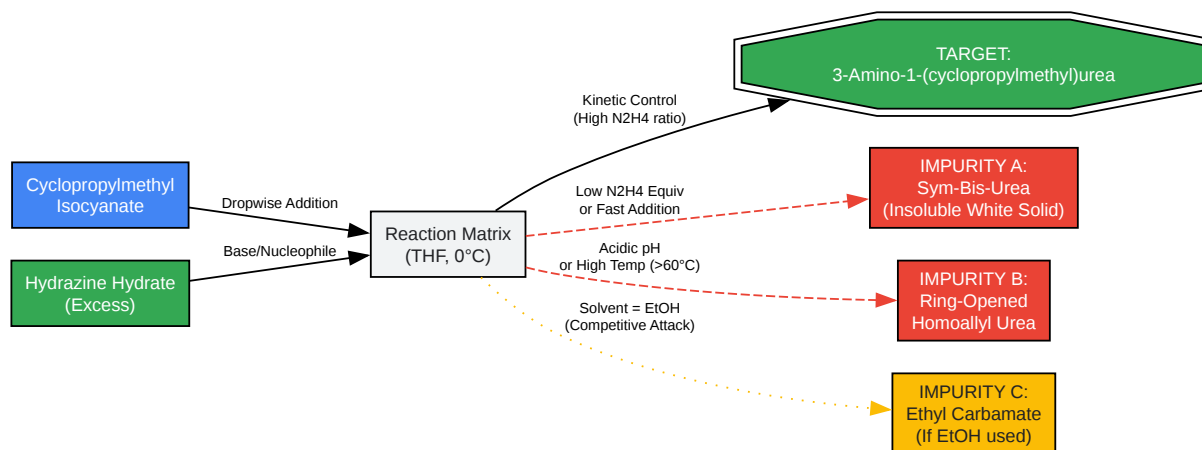 TARGET:
3-Amino-1-(cyclopropylmethyl)urea
Kinetic Control
(High N2H4 ratio)
Cyclopropylmethyl
Isocyanate
Dropwise Addition
Base/Nucleophile
Hydrazine Hydrate
(Excess)
Reaction Matrix
(THF, 0°C)
Low N2H4 Equiv
or Fast Addition
IMPURITY A:
Sym-Bis-Urea
(Insoluble White Solid)
Acidic pH
or High Temp (>60°C)
IMPURITY B:
Ring-Opened
Homoallyl Urea
Solvent = EtOH
(Competitive Attack)
IMPURITY C:
Ethyl Carbamate
(If EtOH used)